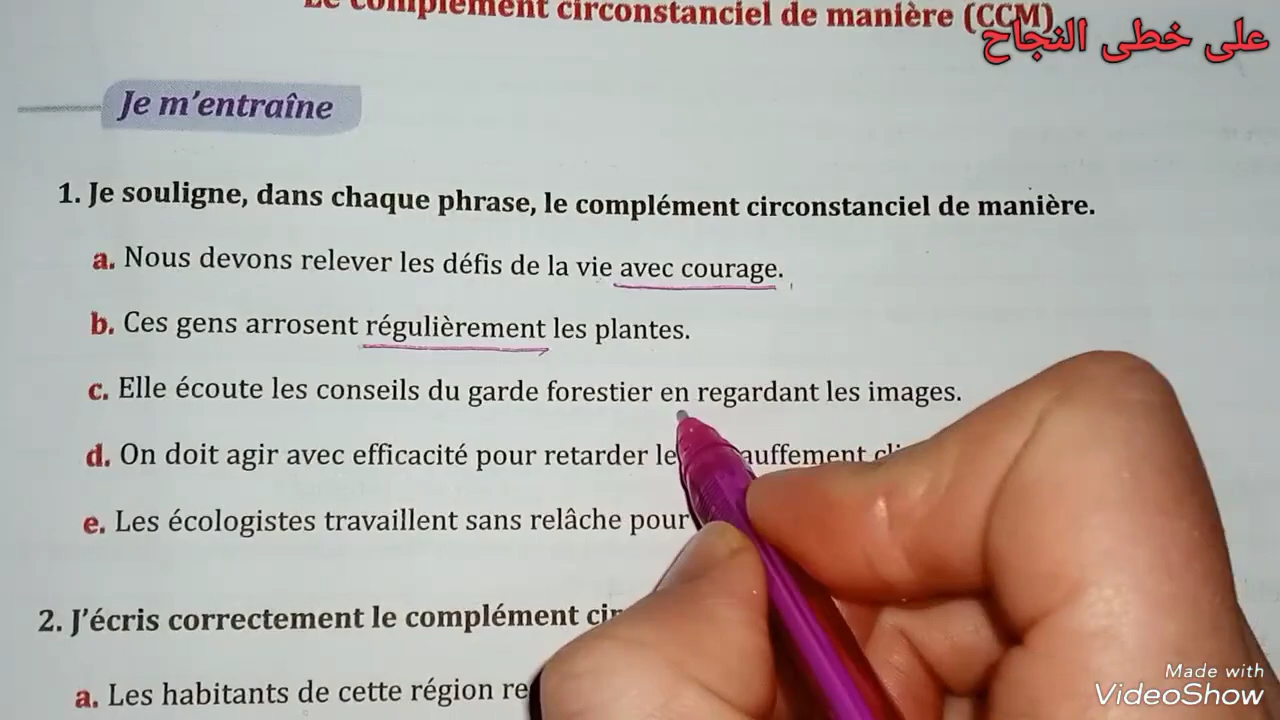 Le complément circonstanciel de manière (CCM)
على خطى النجاح
Je m'entraîne
1. Je souligne, dans chaque phrase, le complément circonstanciel de manière.
a. Nous devons relever les défis de la vie avec courage.
b. Ces gens arrosent régulièrement les plantes.
c. Elle écoute les conseils du garde forestier en regardant les images.
d. On doit agir avec efficacité pour retarder le
e. Les écologistes travaillent sans relâche pour
2. J'écris correctement le complément
a. Les habitants de cette région
Made with
VideoShow